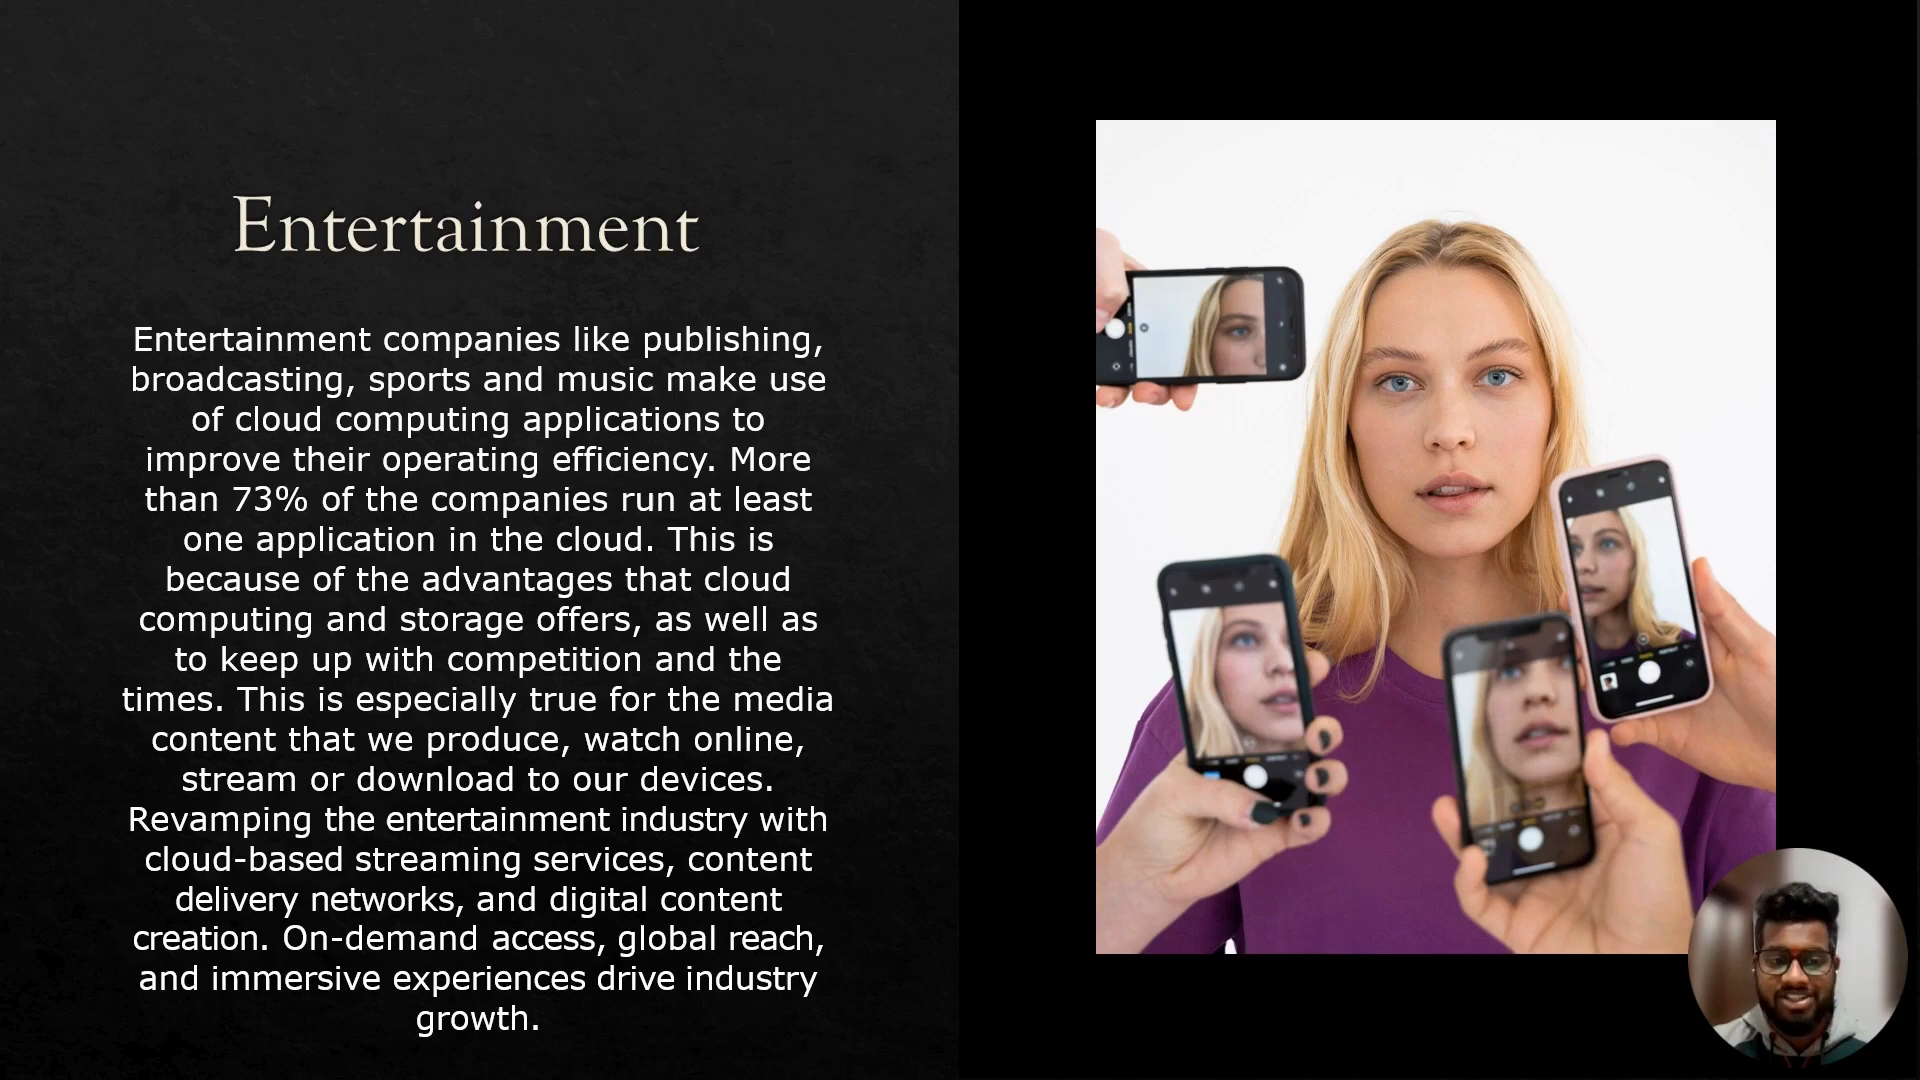 Entertainment
Entertainment companies like publishing,
broadcasting, sports and music make use
of cloud computing applications to
improve their operating efficiency. More
than 73% of the companies run at least
one application in the cloud. This is
because of the advantages that cloud
computing and storage offers, as well as
to keep up with competition and the
times. This is especially true for the media
content that we produce, watch online,
stream or download to our devices.
Revamping the entertainment industry with
cloud-based streaming services, content
delivery networks, and digital content
creation. On-demand access, global reach,
and immersive experiences drive industry
growth.